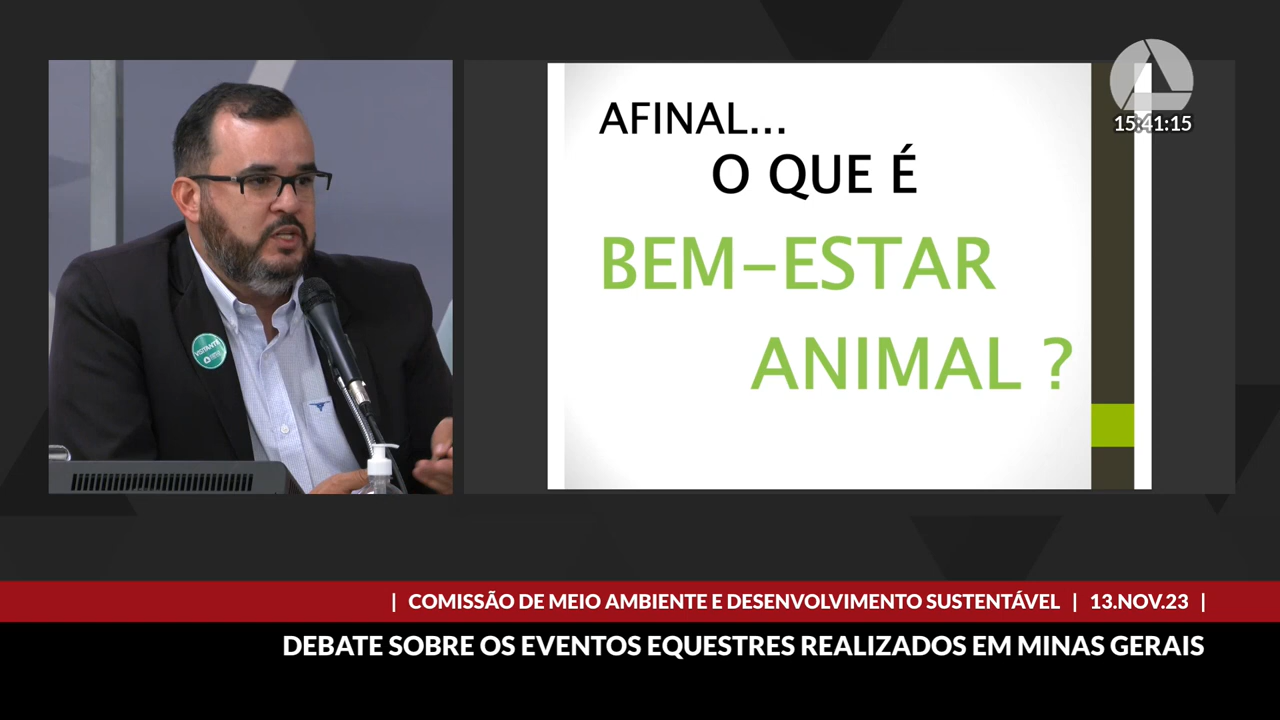 AFINAL...
O QUE É
BEM-ESTAR
ANIMAL ?
15:41:15
VISITANTE
| COMISSÃO DE MEIO AMBIENTE E DESENVOLVIMENTO SUSTENTÁVEL | 13.NOV.23 |
DEBATE SOBRE OS EVENTOS EQUESTRES REALIZADOS EM MINAS GERAIS